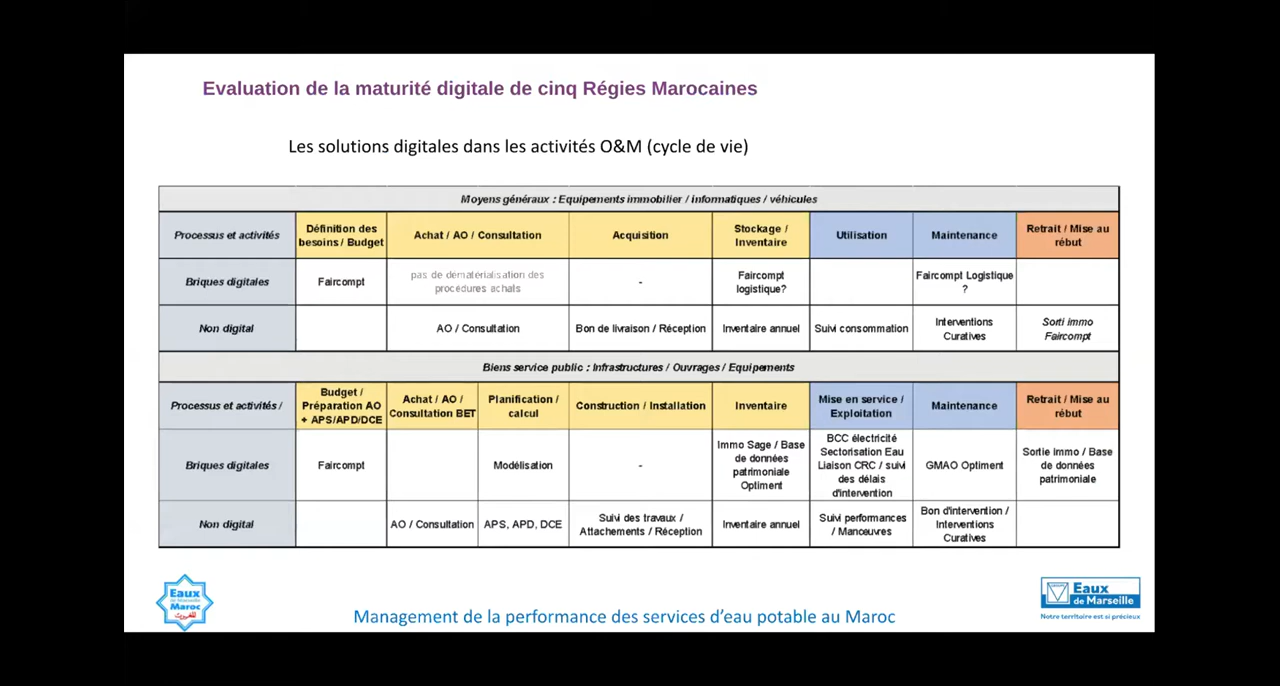 Evaluation de la maturité digitale de cinq Régies Marocaines
Les solutions digitales dans les activités O&M (cycle de vie)
Moyens généraux : Equipements immobilier / informatiques / véhicules
Processus et activités
Définition des
besoins / Budget
Achat / AO / Consultation
Acquisition
Stockage /
Inventaire
Utilisation
Maintenance
Retrait / Mise au
rébut
Briques digitales
Faircompt
pas de dématérialisation des
procédures achats
-
Faircompt
logistique?
Faircompt Logistique
?
Non digital
AO / Consultation
Bon de livraison / Réception
Inventaire annuel
Suivi consommation
Interventions
Curatives
Sorti immo
Faircompt
Biens service public : Infrastructures / Ouvrages / Equipements
Processus et activités /
Budget /
Préparation AO
+ APS/APD/DCE
Achat / AO /
Consultation BET
Planification /
calcul
Construction / Installation
Inventaire
Mise en service /
Exploitation
Maintenance
Retrait / Mise au
rébut
Briques digitales
Faircompt
Modélisation
-
Immo Sage / Base
de données
patrimoniale
Optiment
BCC électricité
Sectorisation Eau
Liaison CRC / suivi
des délais
d'intervention
GMAO Optiment
Sortie immo / Base
de données
patrimoniale
Non digital
AO / Consultation
APS, APD, DCE
Suivi des travaux /
Attachements / Réception
Inventaire annuel
Suivi performances
/ Manœuvres
Bon d'intervention /
Interventions
Curatives
Eaux
de Marseille
Maroc
Management de la performance des services d'eau potable au Maroc
Eaux
de Marseille
Notre territoire est si précieux